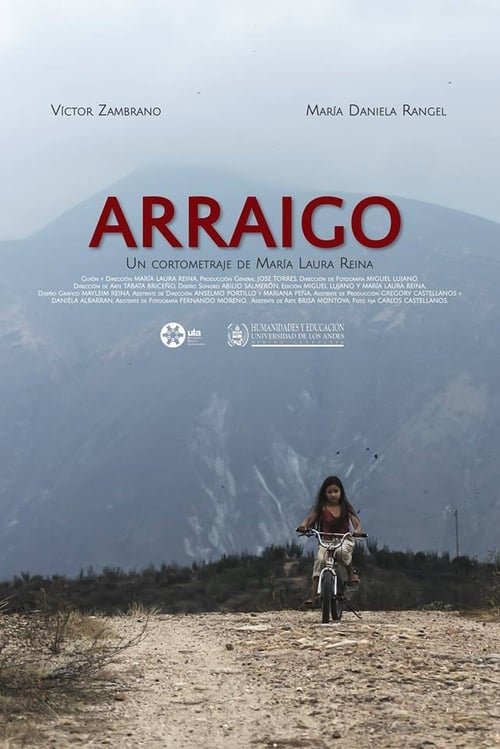 Víctor Zambrano
María Daniela Rangel
ARRAIGO
Un cortometraje de María Laura Reina
Guión y Dirección María Laura Reina, Producción General Jose Torres, Dirección de Fotografía Miguel Lujano,
Dirección de Arte Tábata Briceño, Diseño Sonoro Abilio Salmerón, Edición Miguel Lujano y María Laura Reina,
Diseño Gráfico Mayleim Reina, Asistente de Dirección Anselmo Portillo y Mariana Peña, Asistente de Producción Gregory Castellanos y
Daniela Albarran, Asistente de Fotografía Fernando Moreno, Asistente de Arte Brisa Montoya, Foto fija Carlos Castellanos.
ula
HUMANIDADES Y EDUCACIÓN
UNIVERSIDAD DE LOS ANDES